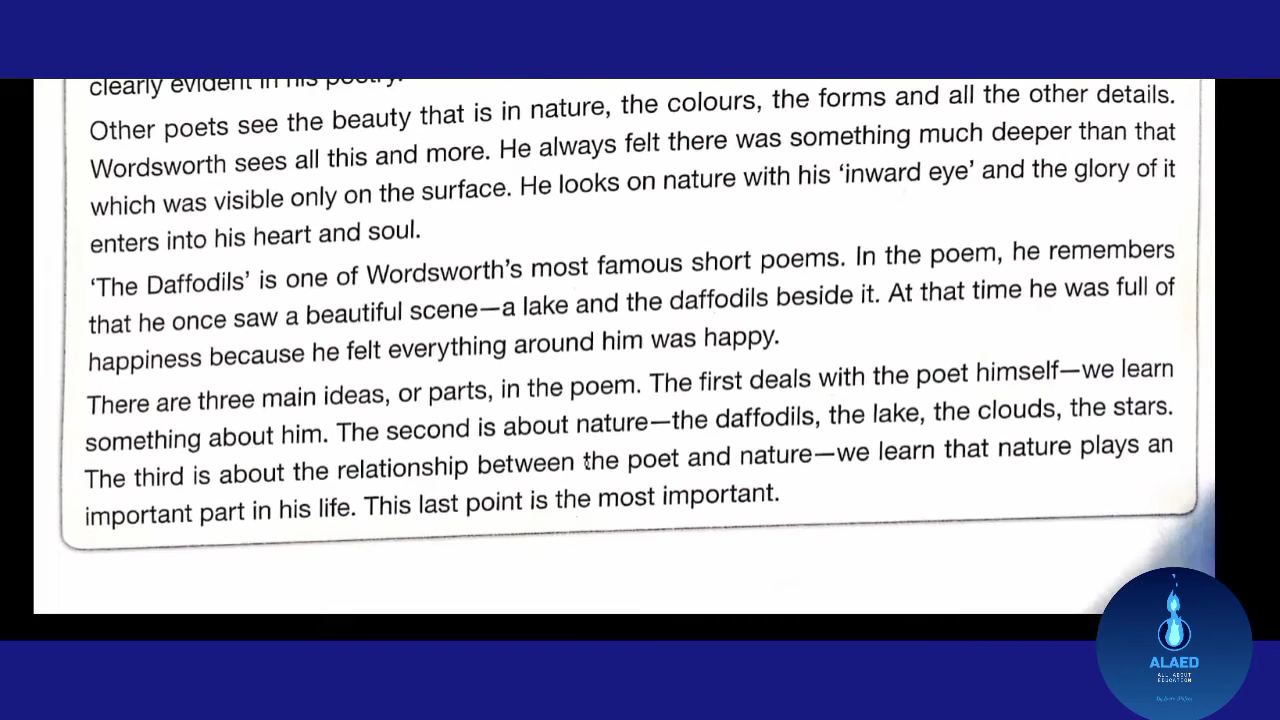 clearly evident in his poetry.
Other poets see the beauty that is in nature, the colours, the forms and all the other details.
Wordsworth sees all this and more. He always felt there was something much deeper than that
which was visible only on the surface. He looks on nature with his ‘inward eye’ and the glory of it
enters into his heart and soul.
‘The Daffodils’ is one of Wordsworth’s most famous short poems. In the poem, he remembers
that he once saw a beautiful scene—a lake and the daffodils beside it. At that time he was full of
happiness because he felt everything around him was happy.
There are three main ideas, or parts, in the poem. The first deals with the poet himself—we learn
something about him. The second is about nature—the daffodils, the lake, the clouds, the stars.
The third is about the relationship between the poet and nature—we learn that nature plays an
important part in his life. This last point is the most important.
ALAED
ALL ABOUT
EDUCATION